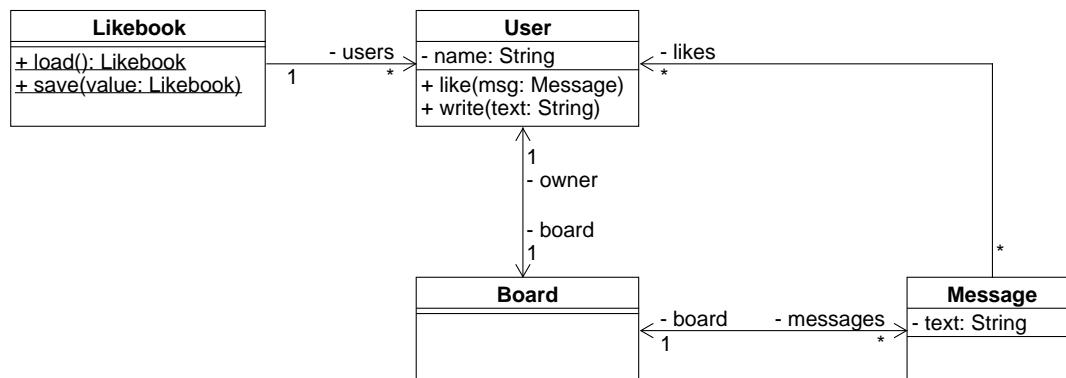 Likebook
+ load(): Likebook
+ save(value: Likebook)
- users
1
*
User
- name: String
+ like(msg: Message)
+ write(text: String)
- likes
*
1
- owner
- board
1
*
Board
- board
1
- messages
*
Message
- text: String